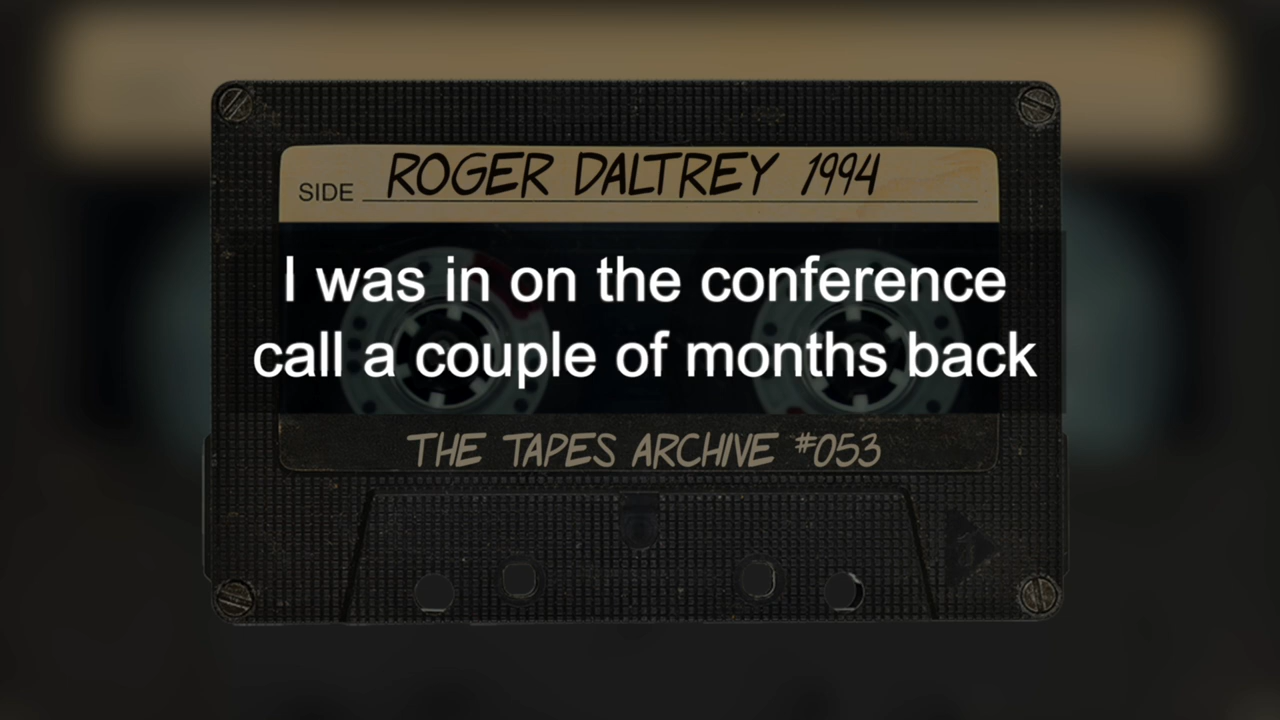 SIDE ROGER DALTREY 1994
I was in on the conference
call a couple of months back
THE TAPES ARCHIVE #053